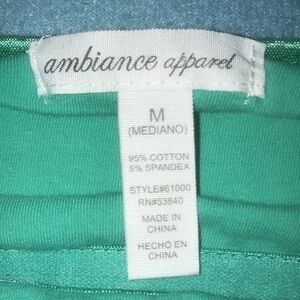 ambiance apparel
M
(MEDIANO)
95% COTTON
5% SPANDEX
STYLE#61000
RN#53840
MADE IN
CHINA
HECHO EN
CHINA